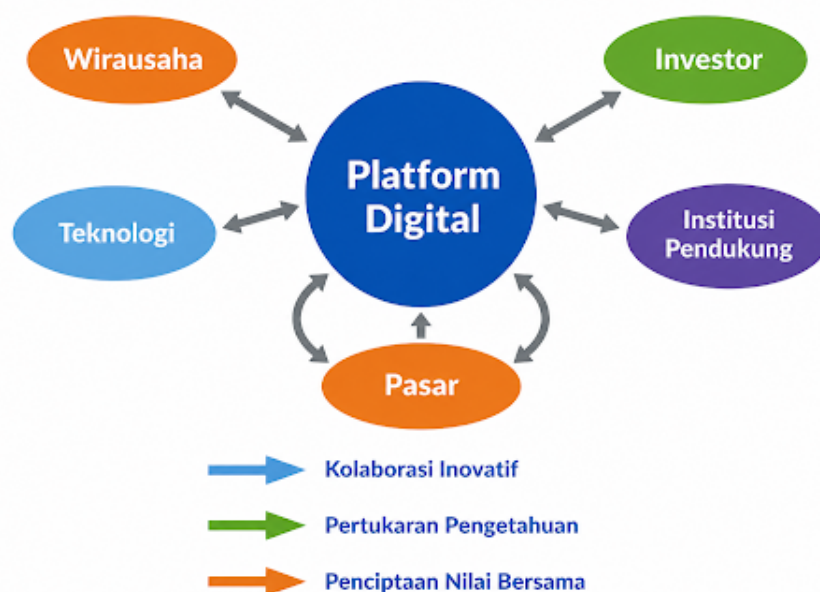 Wirausaha
Investor
Platform
Digital
Teknologi
Institusi
Pendukung
Pasar
Kolaborasi Inovatif
Pertukaran Pengetahuan
Penciptaan Nilai Bersama